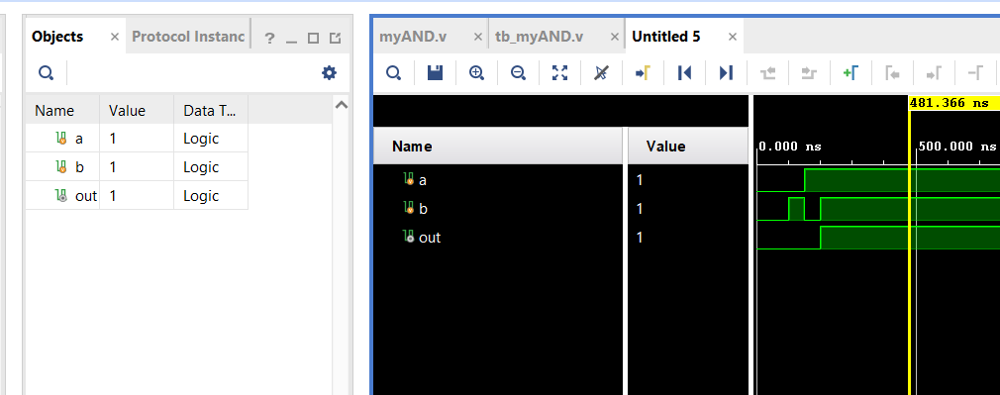 Objects × Protocol Instanc ?
Name Value Data T...
a 1 Logic
b 1 Logic
out 1 Logic
myAND.v × tb_myAND.v × Untitled 5 ×
481.366 ns
Name Value 0.000 ns 500.000 ns
a 1
b 1
out 1